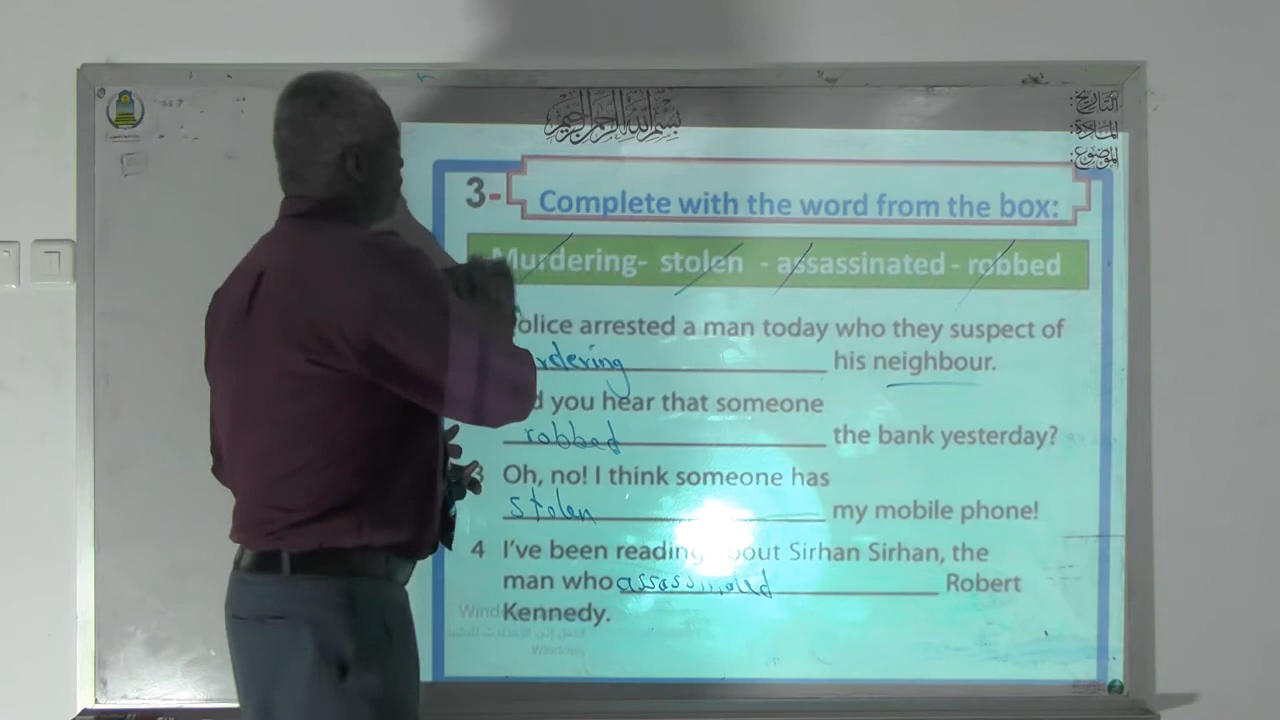 بسم الله الرحمن الرحيم
التاريخ:
المادة:
الموضوع:
3- Complete with the word from the box:
Murdering- stolen - assassinated - robbed
olice arrested a man today who they suspect of
rdering his neighbour.
d you hear that someone
robbed the bank yesterday?
3 Oh, no! I think someone has
stolen my mobile phone!
4 I've been reading about Sirhan Sirhan, the
man who assassinated Robert
Kennedy.
Windows